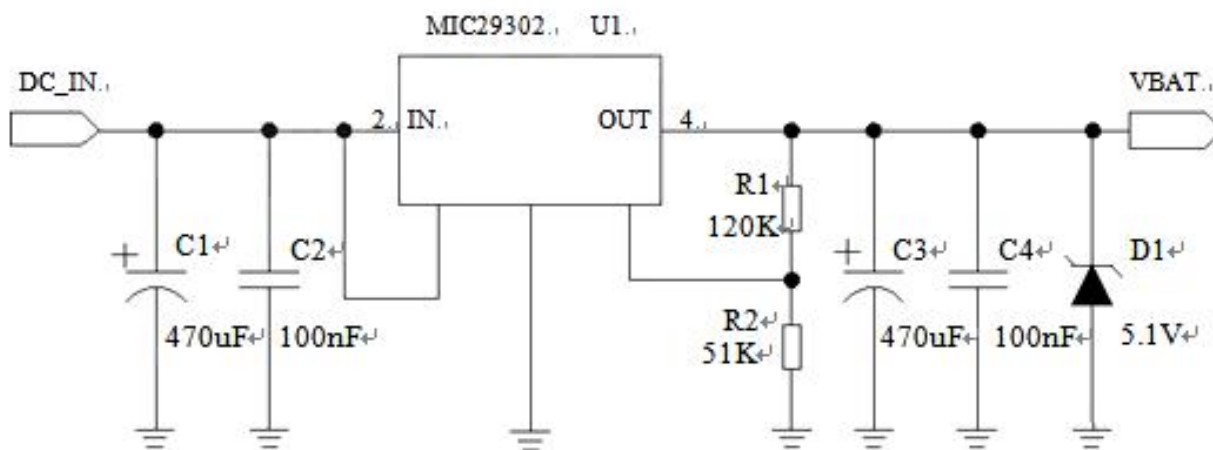 MIC29302 U1
DC_IN
VBAT
2 IN
OUT 4
R1
120K
C1
C2
C3
C4
D1
R2
51K
470uF
100nF
470uF
100nF
5.1V